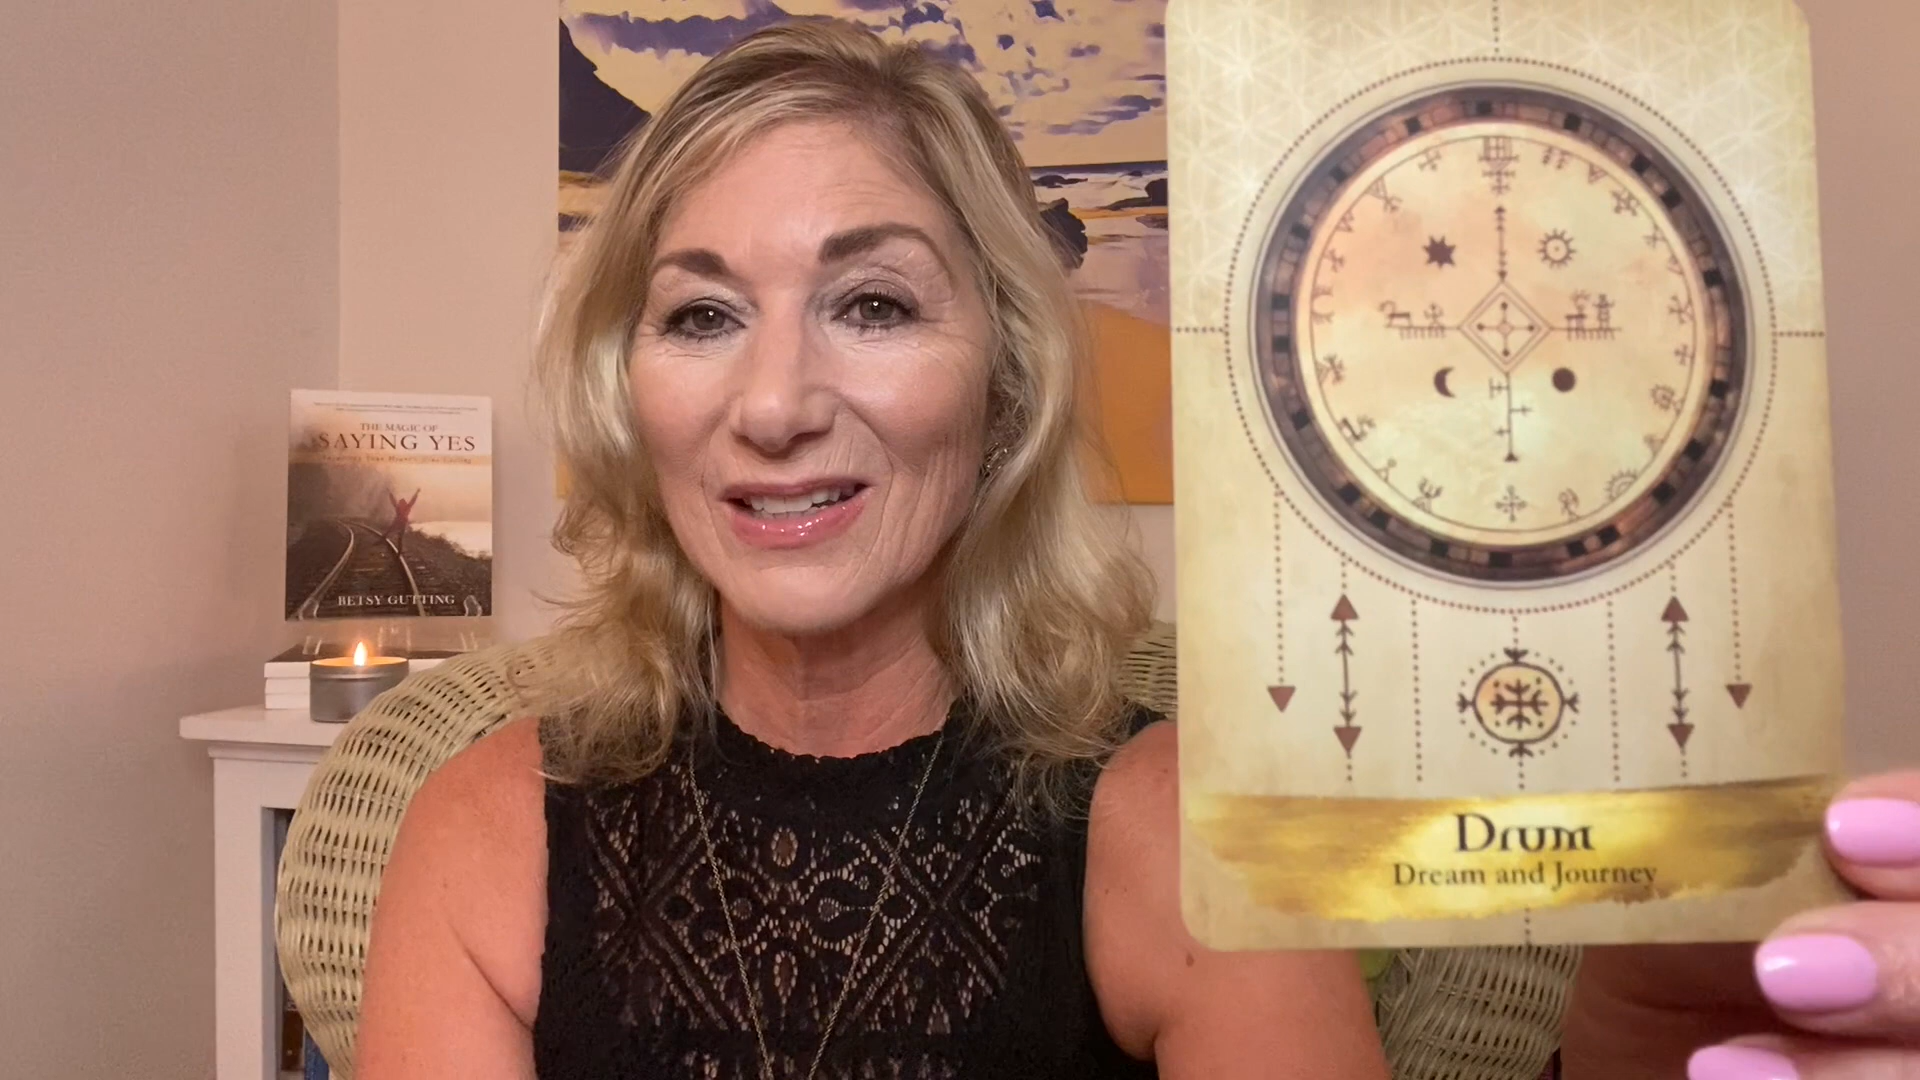 THE MAGIC OF
SAYING YES
BETSY GUTTING
Drum
Dream and Journey